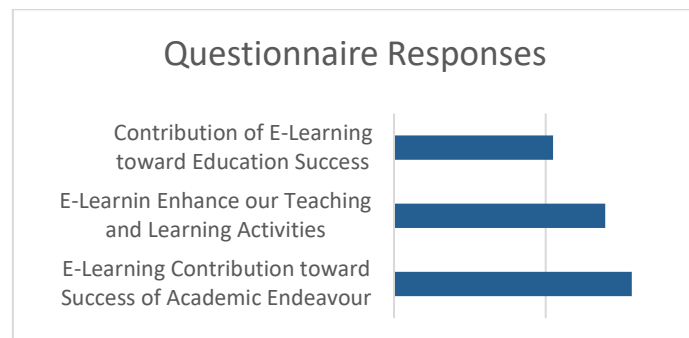 Questionnaire Responses
Contribution of E-Learning
toward Education Success
E-Learnin Enhance our Teaching
and Learning Activities
E-Learning Contribution toward
Success of Academic Endeavour